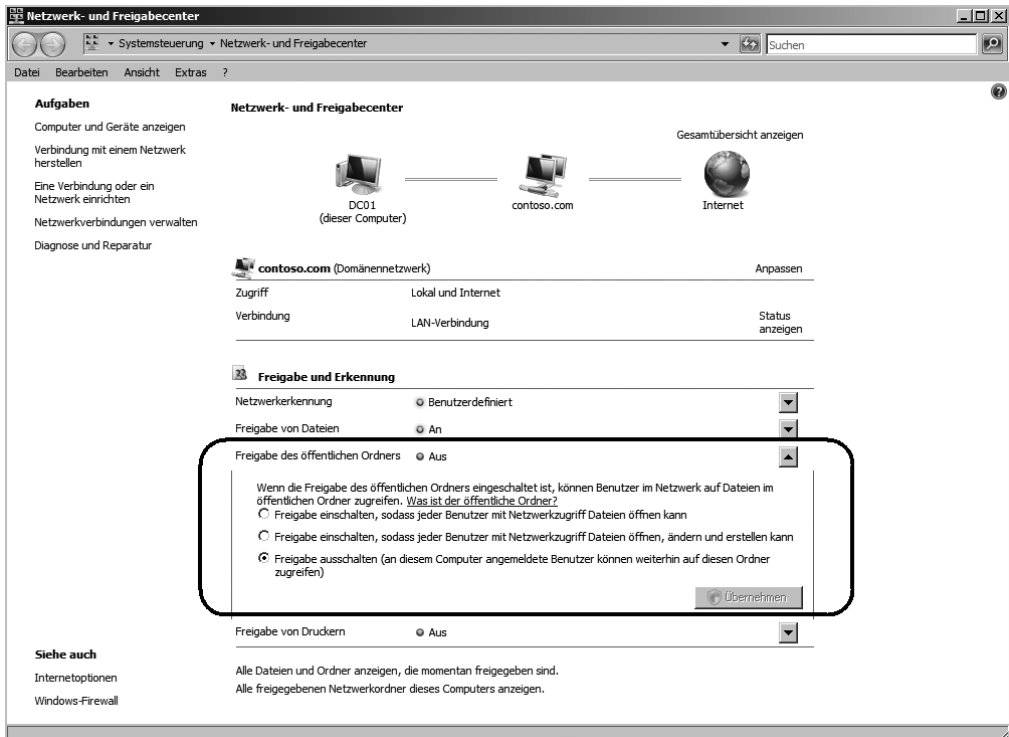 Netzwerk- und Freigabecenter
Systemsteuerung Netzwerk- und Freigabecenter
Suchen
Datei Bearbeiten Ansicht Extras ?
Aufgaben
Computer und Geräte anzeigen
Verbindung mit einem Netzwerk
herstellen
Eine Verbindung oder ein
Netzwerk einrichten
Netzwerkverbindungen verwalten
Diagnose und Reparatur
Netzwerk- und Freigabecenter
Gesamtübersicht anzeigen
DC01
(dieser Computer)
contoso.com
Internet
contoso.com (Domänennetzwerk) Anpassen
Zugriff Lokal und Internet
Verbindung LAN-Verbindung Status
anzeigen
Freigabe und Erkennung
Netzwerkerkennung Benutzerdefiniert
Freigabe von Dateien An
Freigabe des öffentlichen Ordners Aus
Wenn die Freigabe des öffentlichen Ordners eingeschaltet ist, können Benutzer im Netzwerk auf Dateien im
öffentlichen Ordner zugreifen. Was ist der öffentliche Ordner?
Freigabe einschalten, sodass jeder Benutzer mit Netzwerkzugriff Dateien öffnen kann
Freigabe einschalten, sodass jeder Benutzer mit Netzwerkzugriff Dateien öffnen, ändern und erstellen kann
Freigabe ausschalten (an diesem Computer angemeldete Benutzer können weiterhin auf diesen Ordner
zugreifen)
Übernehmen
Freigabe von Druckern Aus
Alle Dateien und Ordner anzeigen, die momentan freigegeben sind.
Alle freigegebenen Netzwerkordner dieses Computers anzeigen.
Siehe auch
Internetoptionen
Windows-Firewall